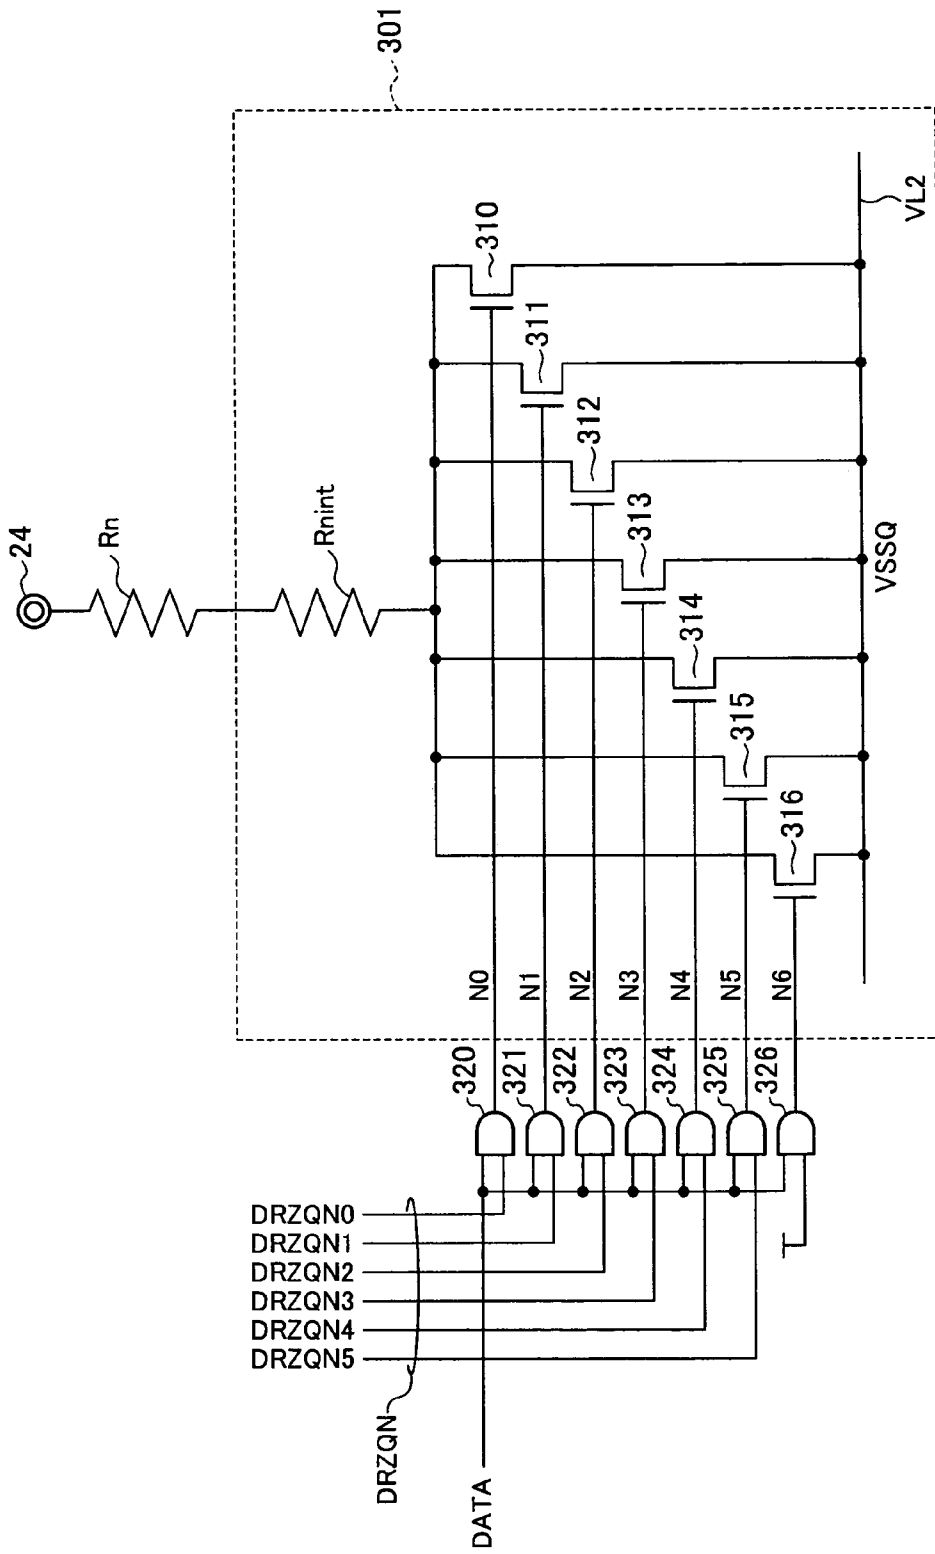 301
24
Rn
Rnint
310
311
312
313
314
315
316
VL2
VSSQ
N0
N1
N2
N3
N4
N5
N6
320
321
322
323
324
325
326
DRZQN0
DRZQN1
DRZQN2
DRZQN3
DRZQN4
DRZQN5
DRZQN
DATA